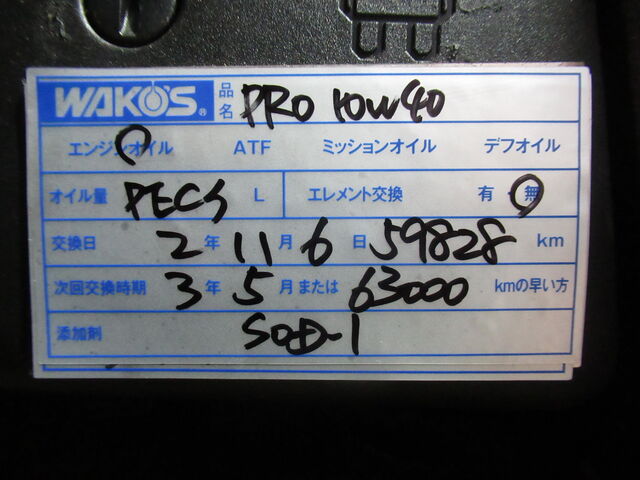 WAKO'S® 品名 PRO 10W40
エンジンオイル ATF ミッションオイル デフオイル
オイル量 PECS L エレメント交換 有 無
交換日 2年 11月 6日 59828 km
次回交換時期 3年 5月または 63000 kmの早い方
添加剤 SOD-1